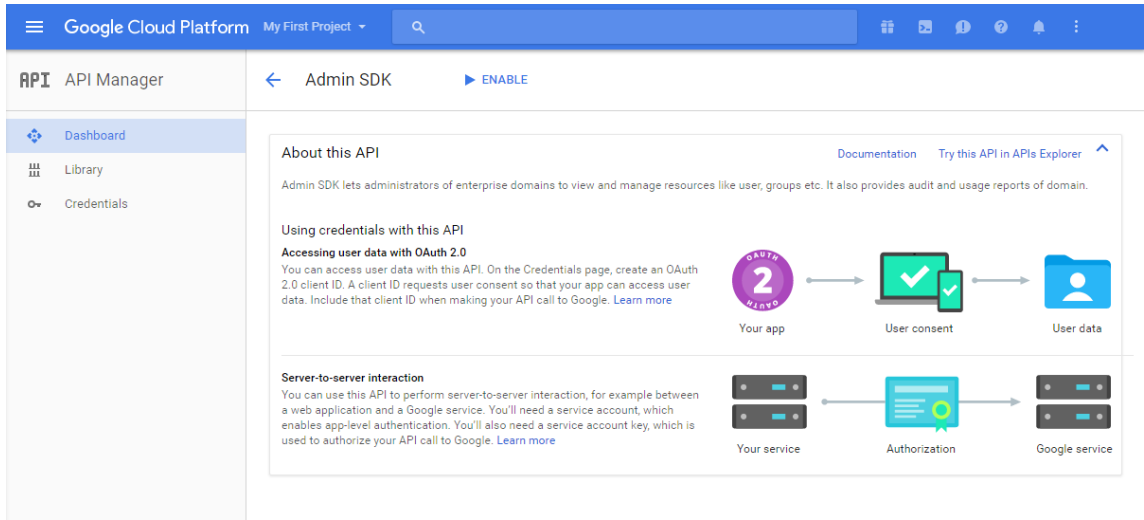 Google Cloud Platform My First Project
API API Manager
Admin SDK ENABLE
Dashboard
Library
Credentials
About this API
Documentation Try this API in APIs Explorer
Admin SDK lets administrators of enterprise domains to view and manage resources like user, groups etc. It also provides audit and usage reports of domain.
Using credentials with this API
Accessing user data with OAuth 2.0
You can access user data with this API. On the Credentials page, create an OAuth
2.0 client ID. A client ID requests user consent so that your app can access user
data. Include that client ID when making your API call to Google. Learn more
OAUTH
2
OAUTH
Your app User consent User data
Server-to-server interaction
You can use this API to perform server-to-server interaction, for example between
a web application and a Google service. You'll need a service account, which
enables app-level authentication. You'll also need a service account key, which is
used to authorize your API call to Google. Learn more
Your service Authorization Google service